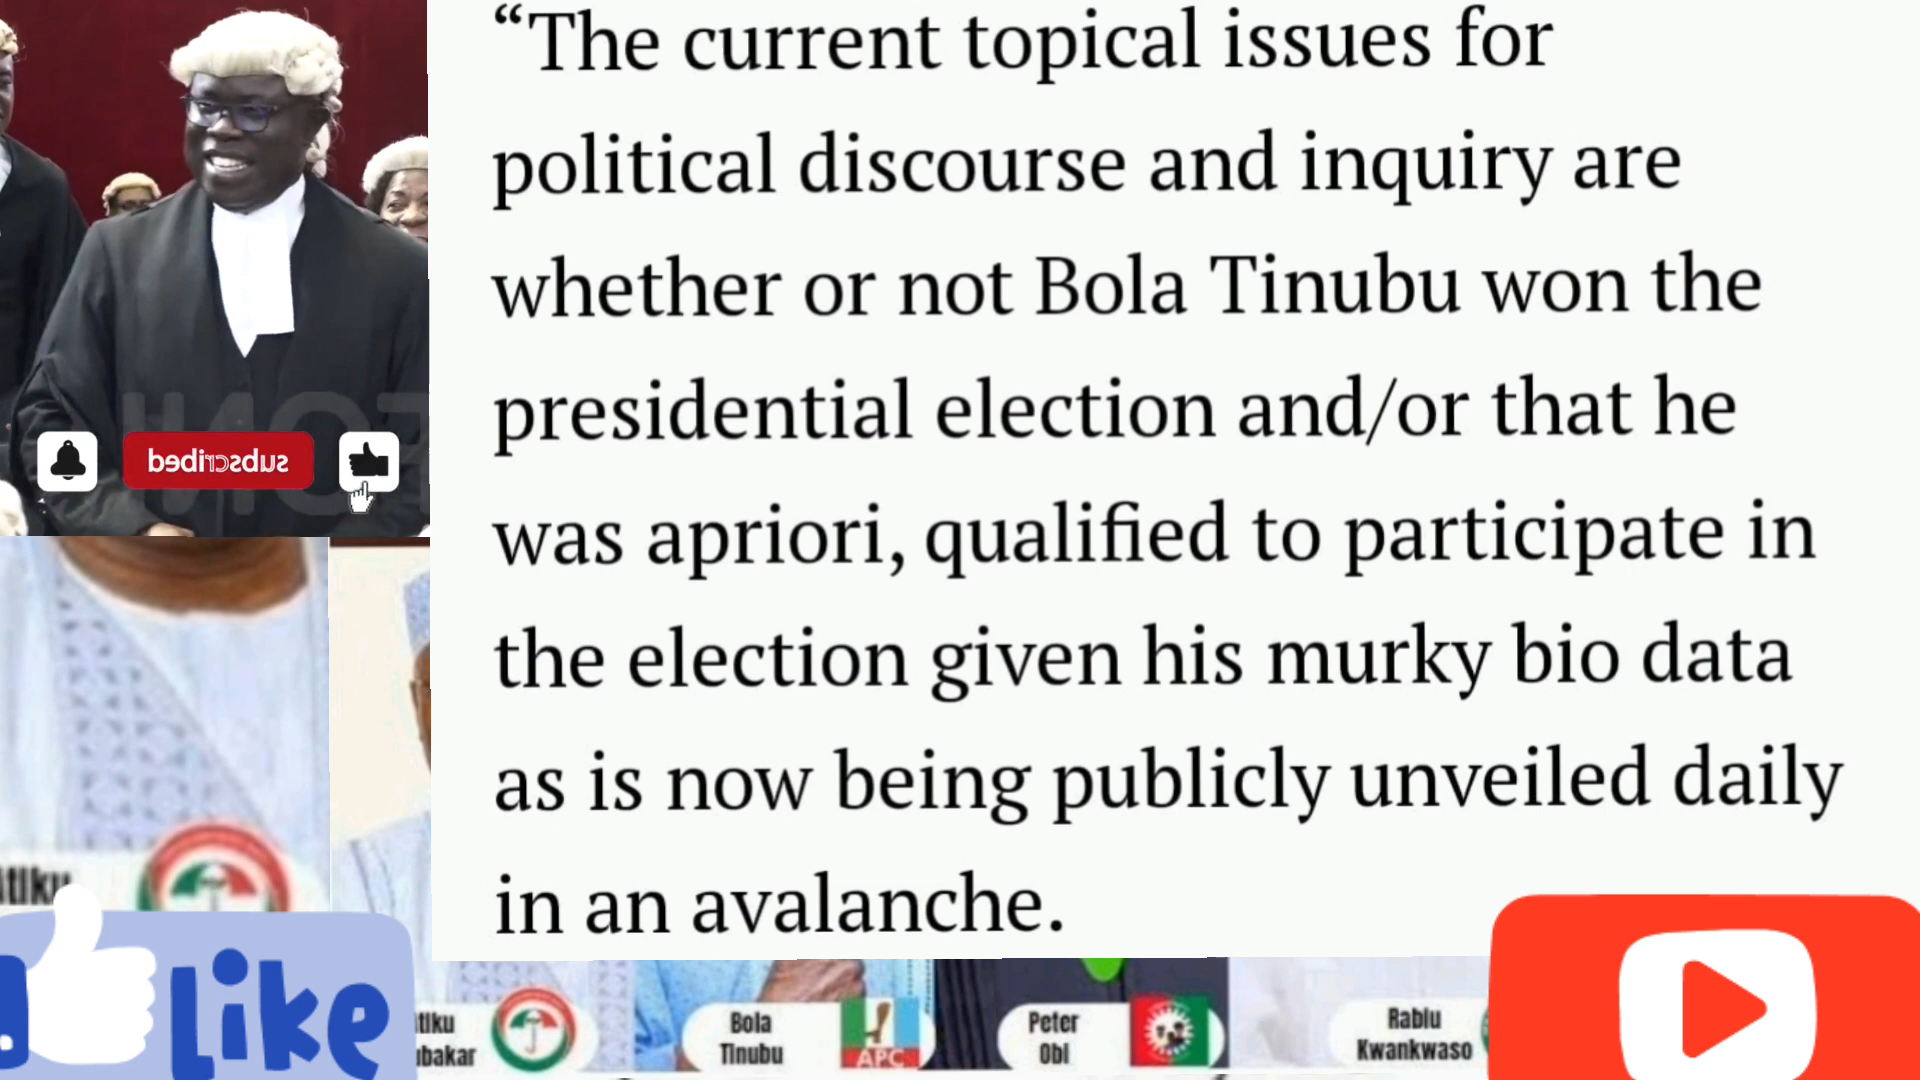 “The current topical issues for
political discourse and inquiry are
whether or not Bola Tinubu won the
presidential election and/or that he
was apriori, qualified to participate in
the election given his murky bio data
as is now being publicly unveiled daily
in an avalanche.
subscribed
Like
Bola
Tinubu
APC
Peter
Obi
Rabiu
Kwankwaso